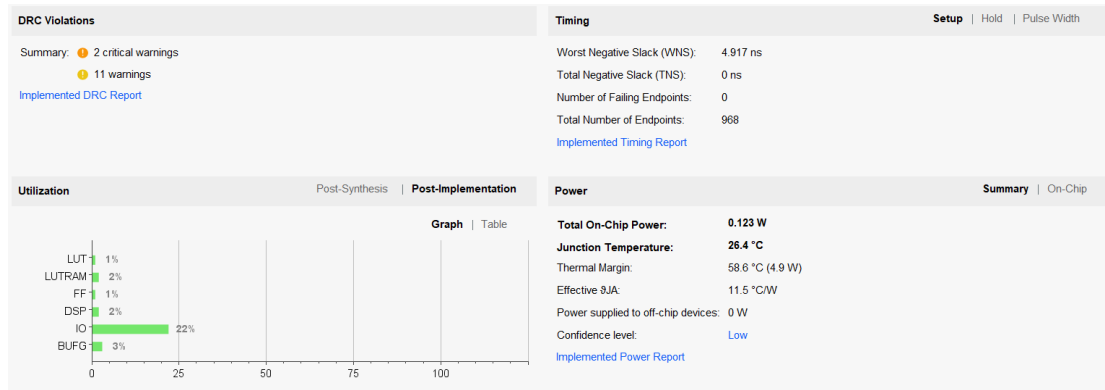 DRC Violations
Summary: 2 critical warnings
11 warnings
Implemented DRC Report
Timing Setup | Hold | Pulse Width
Worst Negative Slack (WNS): 4.917 ns
Total Negative Slack (TNS): 0 ns
Number of Failing Endpoints: 0
Total Number of Endpoints: 968
Implemented Timing Report
Utilization Post-Synthesis | Post-Implementation
Graph | Table
LUT 1%
LUTRAM 2%
FF 1%
DSP 2%
IO 22%
BUFG 3%
0 25 50 75 100
Power Summary | On-Chip
Total On-Chip Power: 0.123 W
Junction Temperature: 26.4 °C
Thermal Margin: 58.6 °C (4.9 W)
Effective ϑJA: 11.5 °C/W
Power supplied to off-chip devices: 0 W
Confidence level: Low
Implemented Power Report